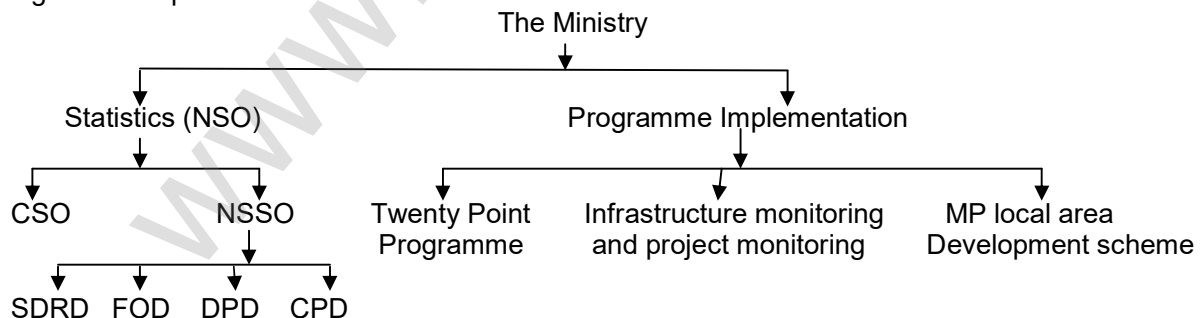 The Ministry
Statistics (NSO)
Programme Implementation
CSO
NSSO
Twenty Point
Programme
Infrastructure monitoring
and project monitoring
MP local area
Development scheme
SDRD
FOD
DPD
CPD